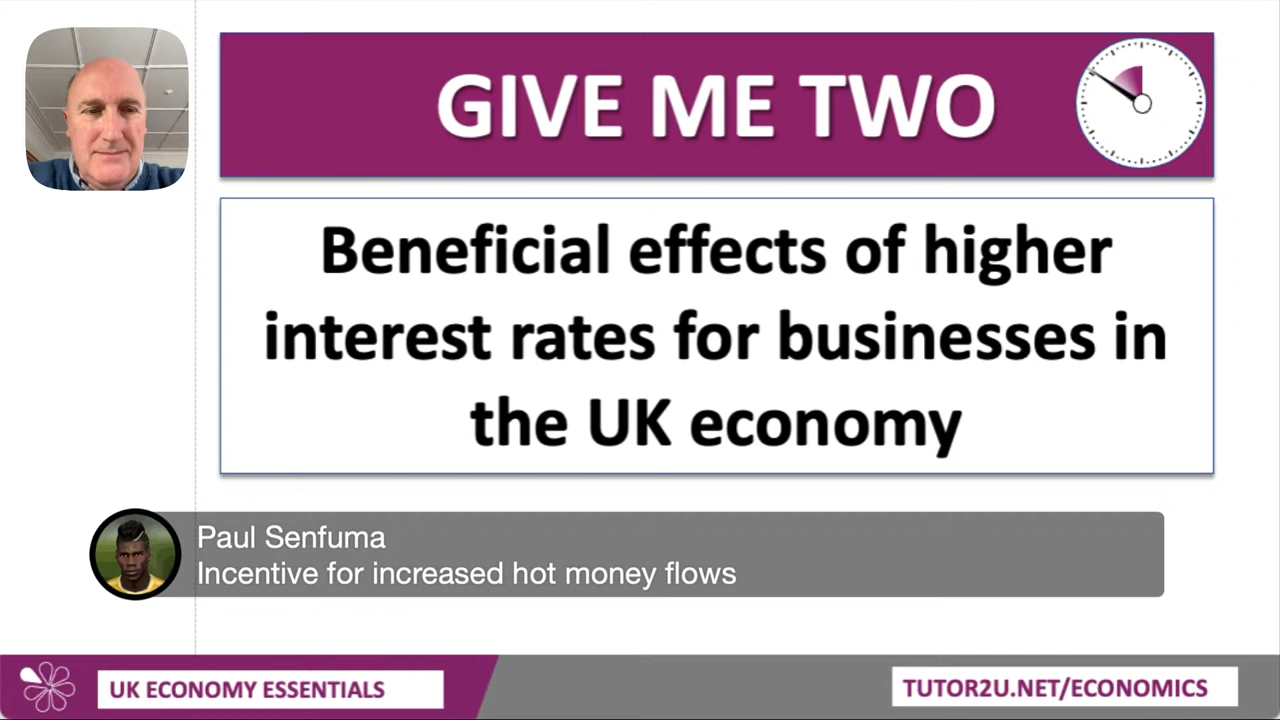 GIVE ME TWO
Beneficial effects of higher
interest rates for businesses in
the UK economy
Paul Senfuma
Incentive for increased hot money flows
UK ECONOMY ESSENTIALS
TUTOR2U.NET/ECONOMICS